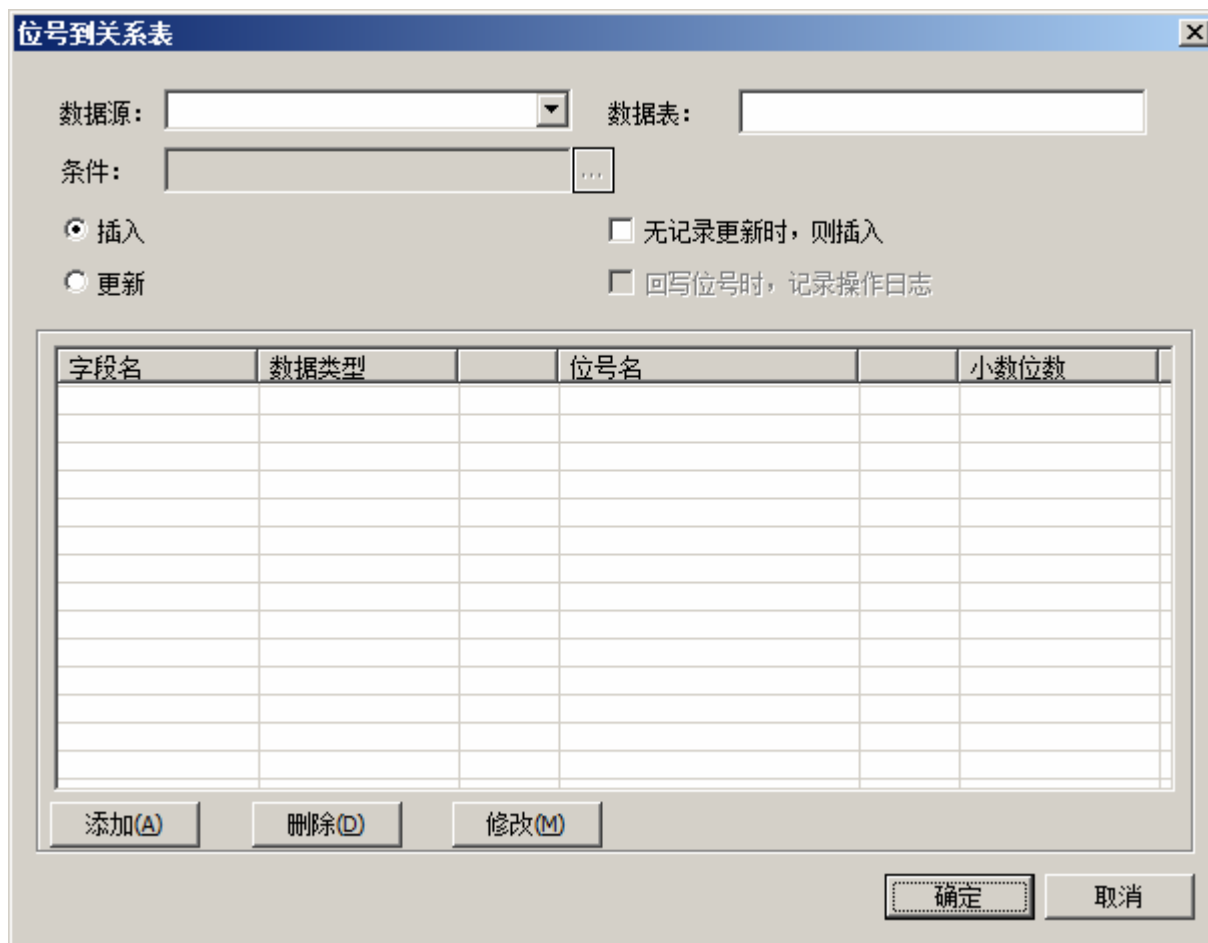 位号到关系表
数据源： 数据表：
条件： ...
插入 无记录更新时，则插入
更新 回写位号时，记录操作日志
字段名 数据类型 位号名 小数位数
添加(A) 删除(D) 修改(M)
确定 取消